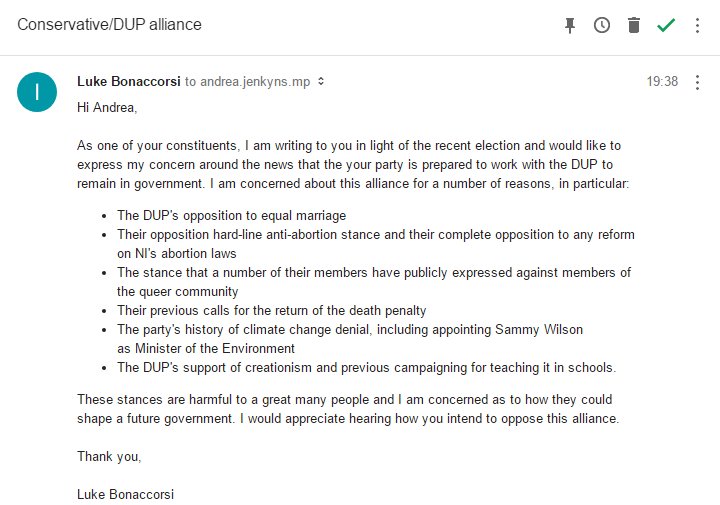 Conservative/DUP alliance
Luke Bonaccorsi to andrea.jenkyns.mp
19:38
I
Hi Andrea,
As one of your constituents, I am writing to you in light of the recent election and would like to
express my concern around the news that the your party is prepared to work with the DUP to
remain in government. I am concerned about this alliance for a number of reasons, in particular:
• The DUP's opposition to equal marriage
• Their opposition hard-line anti-abortion stance and their complete opposition to any reform
on NI's abortion laws
• The stance that a number of their members have publicly expressed against members of
the queer community
• Their previous calls for the return of the death penalty
• The party's history of climate change denial, including appointing Sammy Wilson
as Minister of the Environment
• The DUP's support of creationism and previous campaigning for teaching it in schools.
These stances are harmful to a great many people and I am concerned as to how they could
shape a future government. I would appreciate hearing how you intend to oppose this alliance.
Thank you,
Luke Bonaccorsi